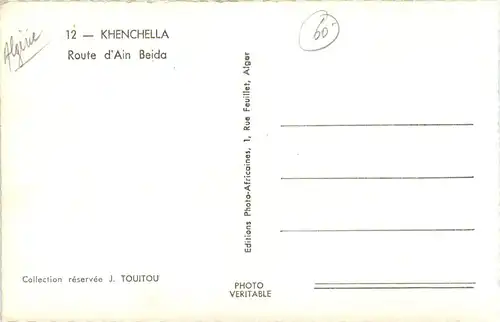 Algérie
12 — KHENCHELLA
Route d'Ain Beida
60
Editions Photo-Africaines, 1, Rue Feuillet, Alger
Collection réservée J. TOUITOU
PHOTO
VERITABLE